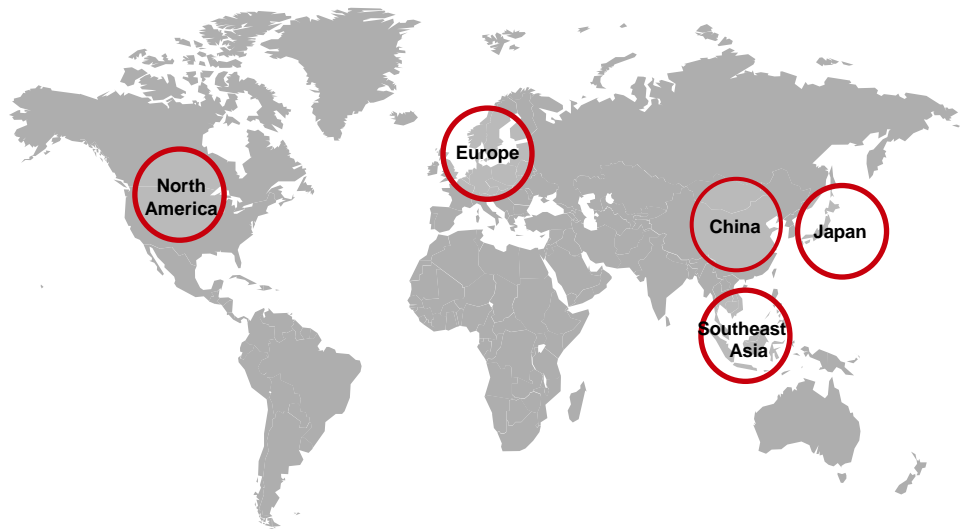 Europe
North
America
China
Japan
Southeast
Asia